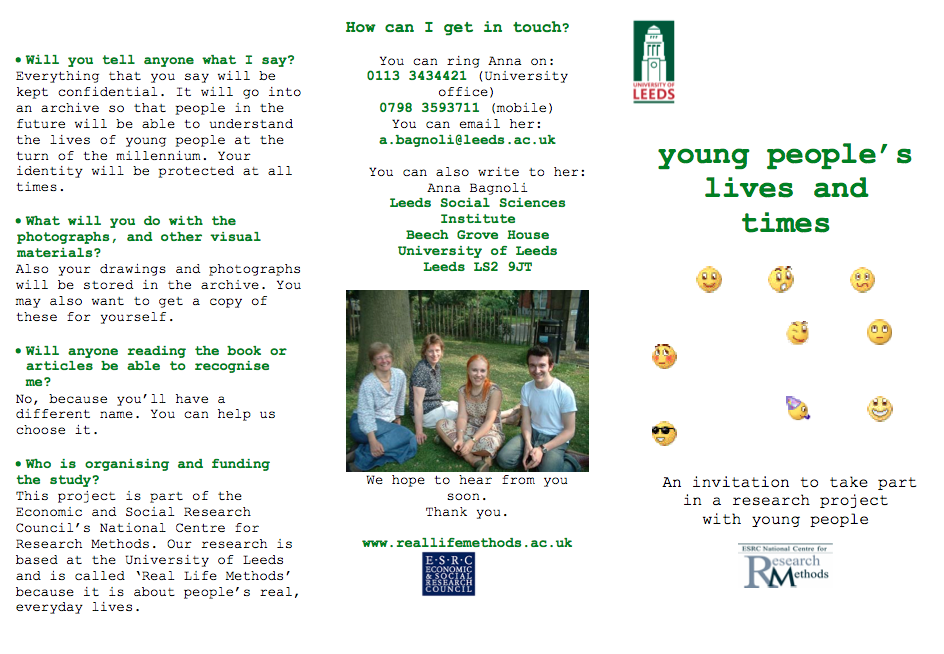 • Will you tell anyone what I say?
Everything that you say will be
kept confidential. It will go into
an archive so that people in the
future will be able to understand
the lives of young people at the
turn of the millennium. Your
identity will be protected at all
times.
• What will you do with the
photographs, and other visual
materials?
Also your drawings and photographs
will be stored in the archive. You
may also want to get a copy of
these for yourself.
• Will anyone reading the book or
articles be able to recognise
me?
No, because you’ll have a
different name. You can help us
choose it.
• Who is organising and funding
the study?
This project is part of the
Economic and Social Research
Council’s National Centre for
Research Methods. Our research is
based at the University of Leeds
and is called ‘Real Life Methods’
because it is about people’s real,
everyday lives.
How can I get in touch?
You can ring Anna on:
0113 3434421 (University
office)
0798 3593711 (mobile)
You can email her:
a.bagnoli@leeds.ac.uk
You can also write to her:
Anna Bagnoli
Leeds Social Sciences
Institute
Beech Grove House
University of Leeds
Leeds LS2 9JT
We hope to hear from you
soon.
Thank you.
www.reallifemethods.ac.uk
E·S·R·C
ECONOMIC
& SOCIAL
RESEARCH
COUNCIL
UNIVERSITY OF
LEEDS
young people’s
lives and
times
An invitation to take part
in a research project
with young people
ESRC National Centre for
Research
Methods